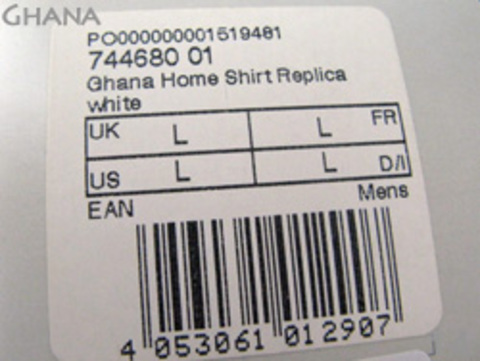 GHANA
PO000000001519481
744680 01
Ghana Home Shirt Replica
white
UK L L FR
US L L D/I
EAN Mens
4 053061 012907